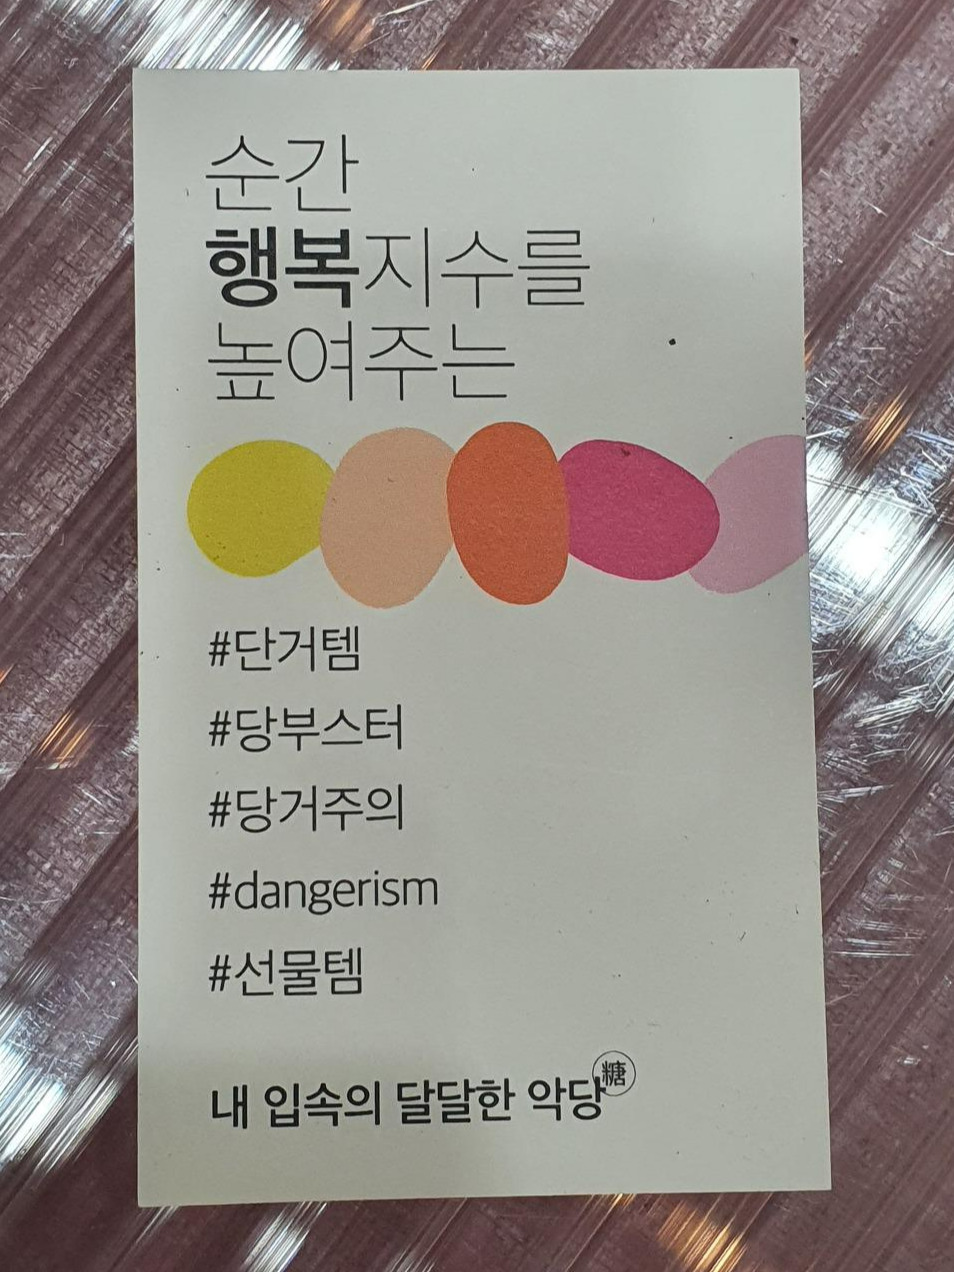 순간
행복지수를
높여주는
#단거템
#당부스터
#당거주의
#dangerism
#선물템
내 입속의 달달한 악당糖